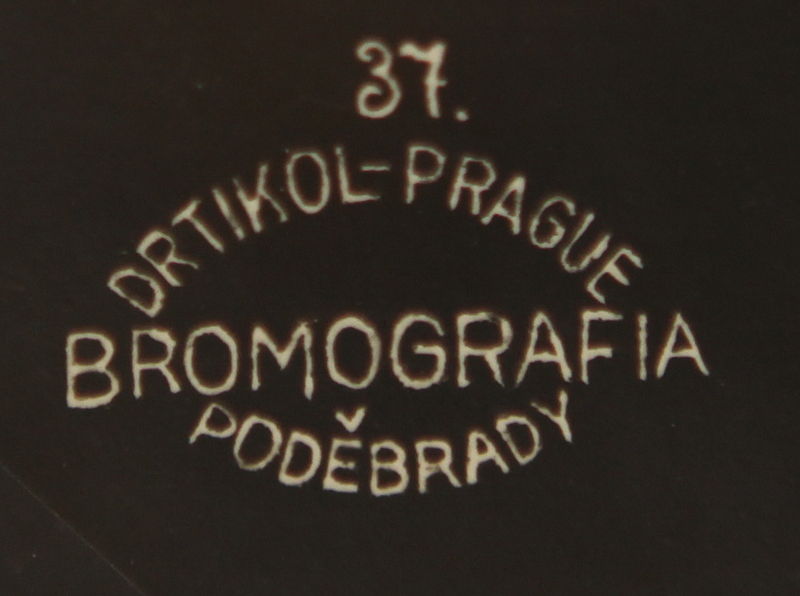 37.
DRTIKOL-PRAGUE
BROMOGRAFIA
PODĚBRADY